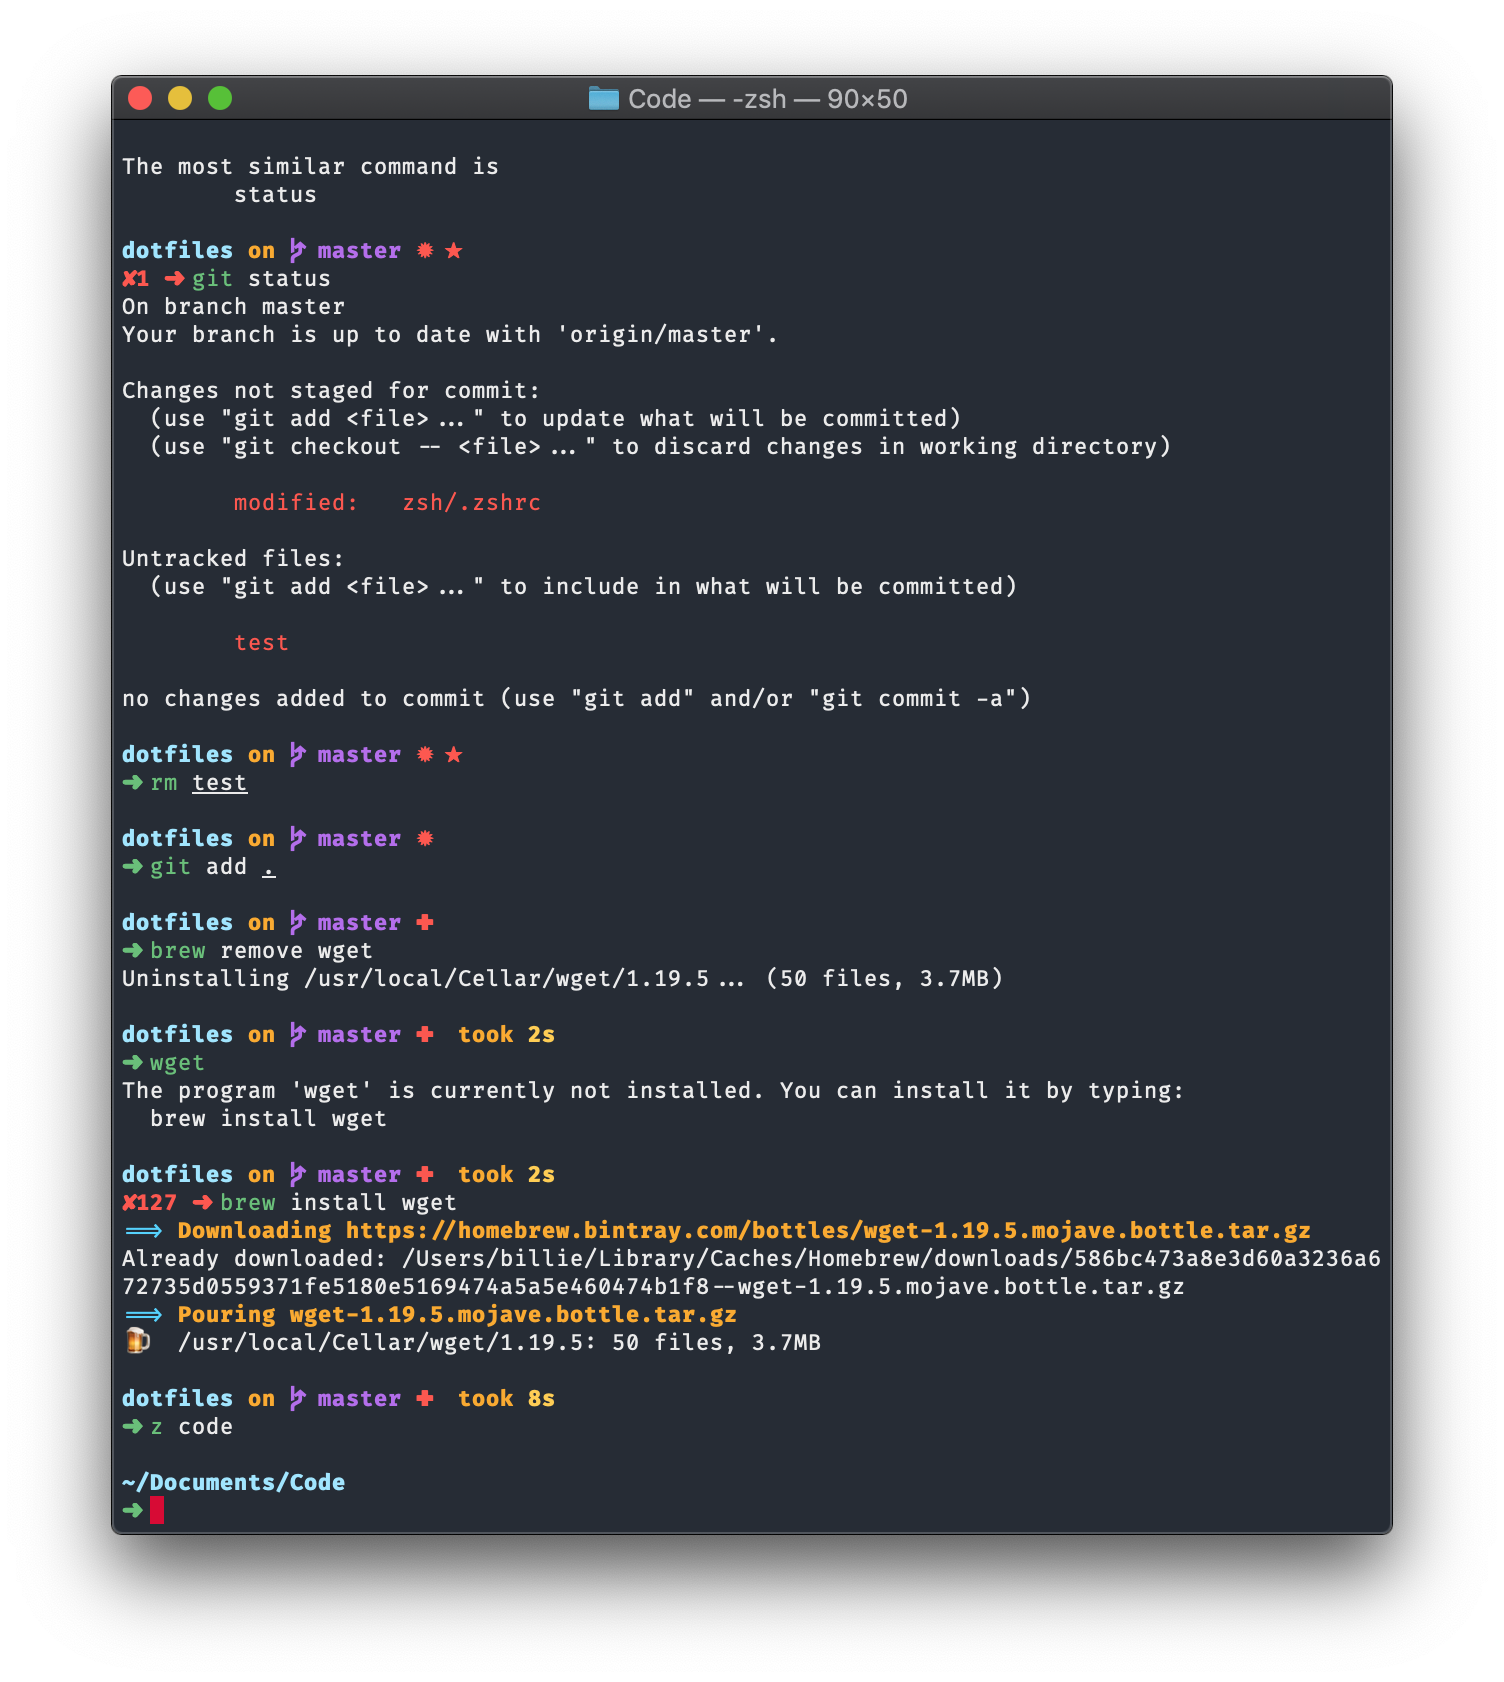 Code — -zsh — 90×50
The most similar command is
status
dotfiles on master ✹ ★
✘1 ➜ git status
On branch master
Your branch is up to date with 'origin/master'.
Changes not staged for commit:
(use "git add <file>..." to update what will be committed)
(use "git checkout -- <file>..." to discard changes in working directory)
modified:   zsh/.zshrc
Untracked files:
(use "git add <file>..." to include in what will be committed)
test
no changes added to commit (use "git add" and/or "git commit -a")
dotfiles on master ✹ ★
➜ rm test
dotfiles on master ✹
➜ git add .
dotfiles on master ✚
➜ brew remove wget
Uninstalling /usr/local/Cellar/wget/1.19.5... (50 files, 3.7MB)
dotfiles on master ✚  took 2s
➜ wget
The program 'wget' is currently not installed. You can install it by typing:
brew install wget
dotfiles on master ✚  took 2s
✘127 ➜ brew install wget
==> Downloading https://homebrew.bintray.com/bottles/wget-1.19.5.mojave.bottle.tar.gz
Already downloaded: /Users/billie/Library/Caches/Homebrew/downloads/586bc473a8e3d60a3236a6
72735d0559371fe5180e5169474a5a5e460474b1f8--wget-1.19.5.mojave.bottle.tar.gz
==> Pouring wget-1.19.5.mojave.bottle.tar.gz
🍺  /usr/local/Cellar/wget/1.19.5: 50 files, 3.7MB
dotfiles on master ✚  took 8s
➜ z code
~/Documents/Code
➜